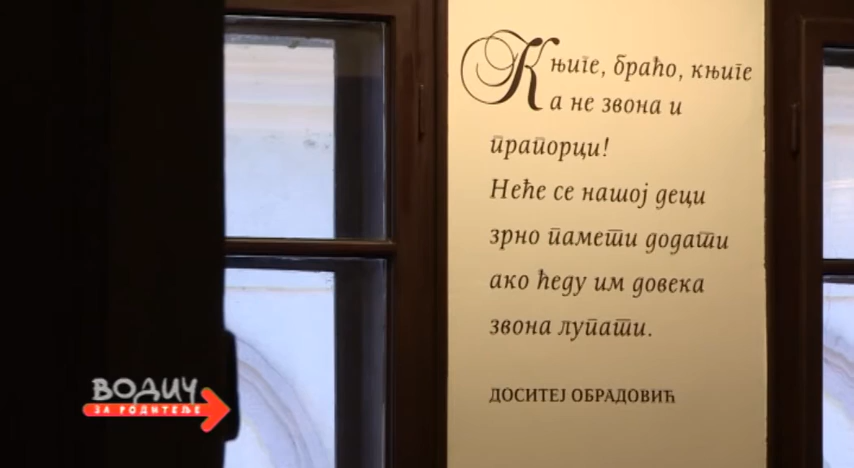 Књиге, браћо, књиге
а не звона и
прапорци!
Неће се нашој деци
зрно памети додати
ако ћеду им довека
звона лупати.
ДОСИТЕЈ ОБРАДОВИЋ
ВОДИЧ
ЗА РОДИТЕЉЕ